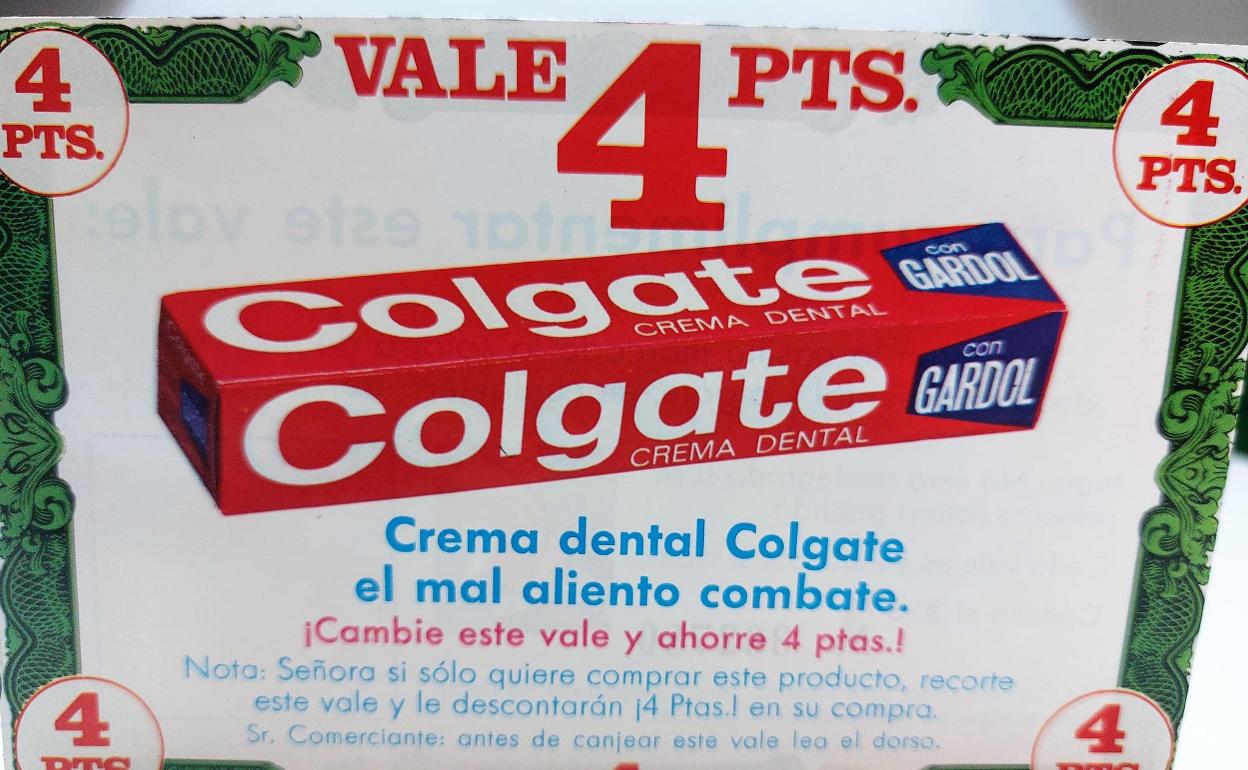 VALE 4 PTS.
4
PTS.
4
PTS.
Colgate
CREMA DENTAL
con
GARDOL
Colgate
CREMA DENTAL
con
GARDOL
Crema dental Colgate
el mal aliento combate.
¡Cambie este vale y ahorre 4 ptas.!
Nota: Señora si sólo quiere comprar este producto, recorte
este vale y le descontarán ¡4 Ptas.! en su compra.
Sr. Comerciante: antes de canjear este vale lea el dorso.
4
PTS.
4
PTS.